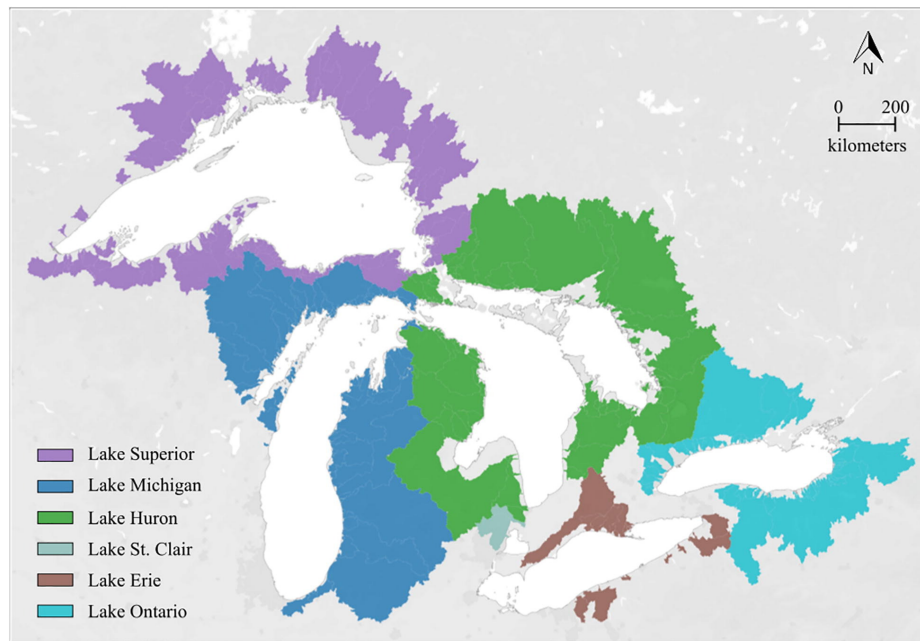 N
0 200
kilometers
Lake Superior
Lake Michigan
Lake Huron
Lake St. Clair
Lake Erie
Lake Ontario